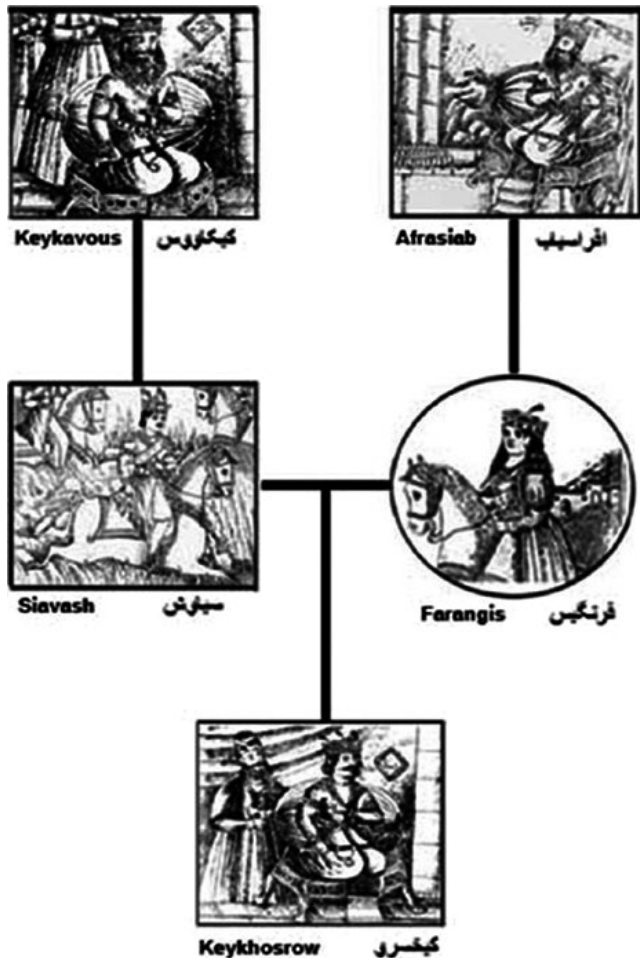 Keykavous کیکاووس
Afrasiab افراسیاب
Siavash سیاوش
Farangis فرنگیس
Keykhosrow کیخسرو